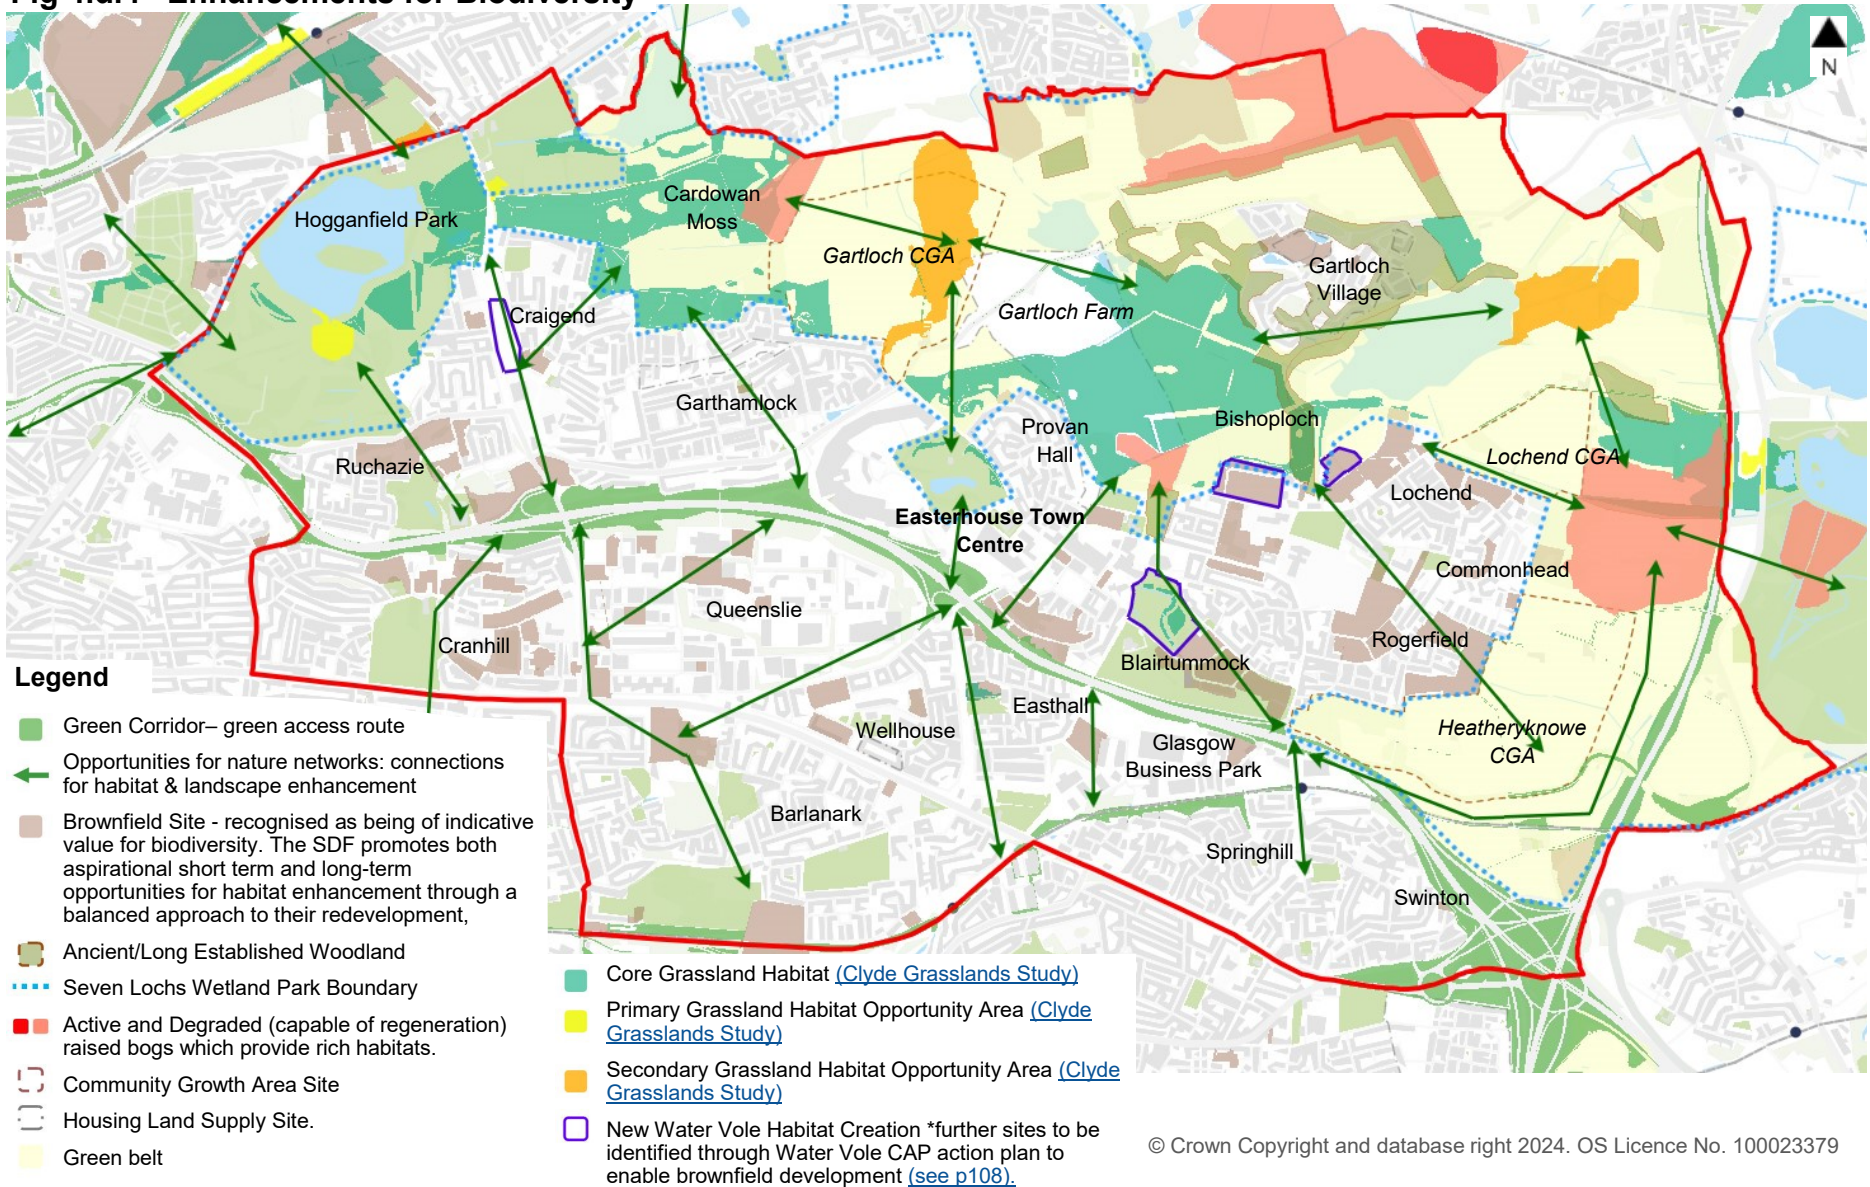 Fig 4.d.4 Enhancements for Biodiversity
N
Hogganfield Park
Cardowan
Moss
Gartloch CGA
Gartloch
Village
Gartloch Farm
Craigend
Garthamlock
Provan
Hall
Bishoploch
Ruchazie
Lochend CGA
Lochend
Easterhouse Town
Centre
Commonhead
Queenslie
Cranhill
Rogerfield
Blairtummock
Easthall
Wellhouse
Glasgow
Business Park
Heatheryknowe
CGA
Barlanark
Springhill
Swinton
Legend
Green Corridor– green access route
Opportunities for nature networks: connections
for habitat & landscape enhancement
Brownfield Site - recognised as being of indicative
value for biodiversity. The SDF promotes both
aspirational short term and long-term
opportunities for habitat enhancement through a
balanced approach to their redevelopment,
Ancient/Long Established Woodland
Seven Lochs Wetland Park Boundary
Active and Degraded (capable of regeneration)
raised bogs which provide rich habitats.
Community Growth Area Site
Housing Land Supply Site.
Green belt
Core Grassland Habitat (Clyde Grasslands Study)
Primary Grassland Habitat Opportunity Area (Clyde
Grasslands Study)
Secondary Grassland Habitat Opportunity Area (Clyde
Grasslands Study)
New Water Vole Habitat Creation *further sites to be
identified through Water Vole CAP action plan to
enable brownfield development (see p108).
© Crown Copyright and database right 2024. OS Licence No. 100023379